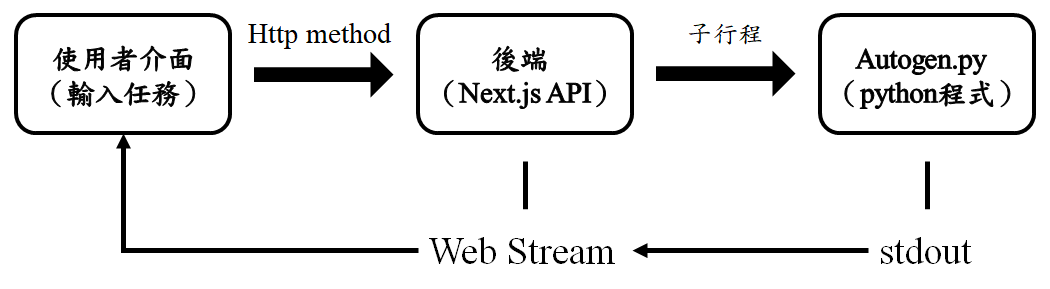 使用者介面
（輸入任務）
Http method
後端
（Next.js API）
子行程
Autogen.py
（python程式）
Web Stream
stdout